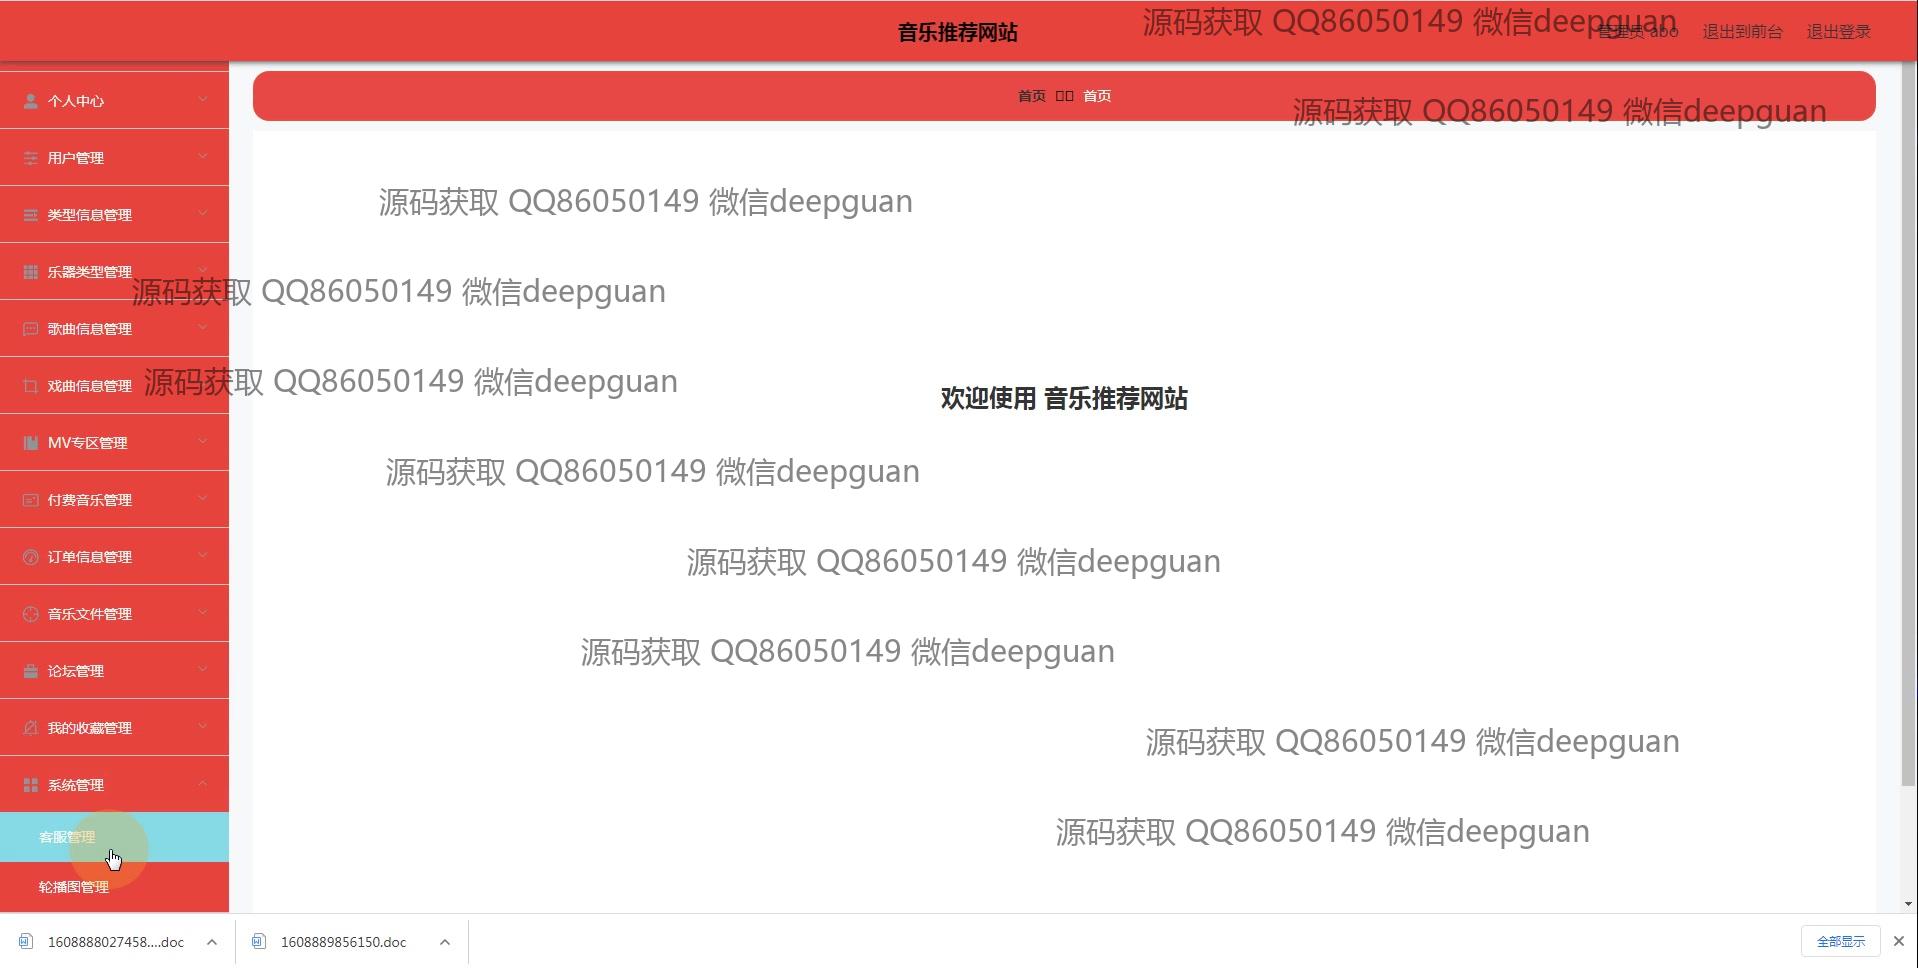 音乐推荐网站
源码获取 QQ86050149 微信deepguan
管理员 abo 退出到前台 退出登录
首页 首页
源码获取 QQ86050149 微信deepguan
个人中心
用户管理
源码获取 QQ86050149 微信deepguan
类型信息管理
乐器类型管理
源码获取 QQ86050149 微信deepguan
歌曲信息管理
戏曲信息管理
源码获取 QQ86050149 微信deepguan
欢迎使用 音乐推荐网站
MV专区管理
源码获取 QQ86050149 微信deepguan
付费音乐管理
订单信息管理
源码获取 QQ86050149 微信deepguan
音乐文件管理
源码获取 QQ86050149 微信deepguan
论坛管理
我的收藏管理
源码获取 QQ86050149 微信deepguan
系统管理
客服管理
源码获取 QQ86050149 微信deepguan
轮播图管理
1608888027458....doc 1608889856150.doc 全部显示